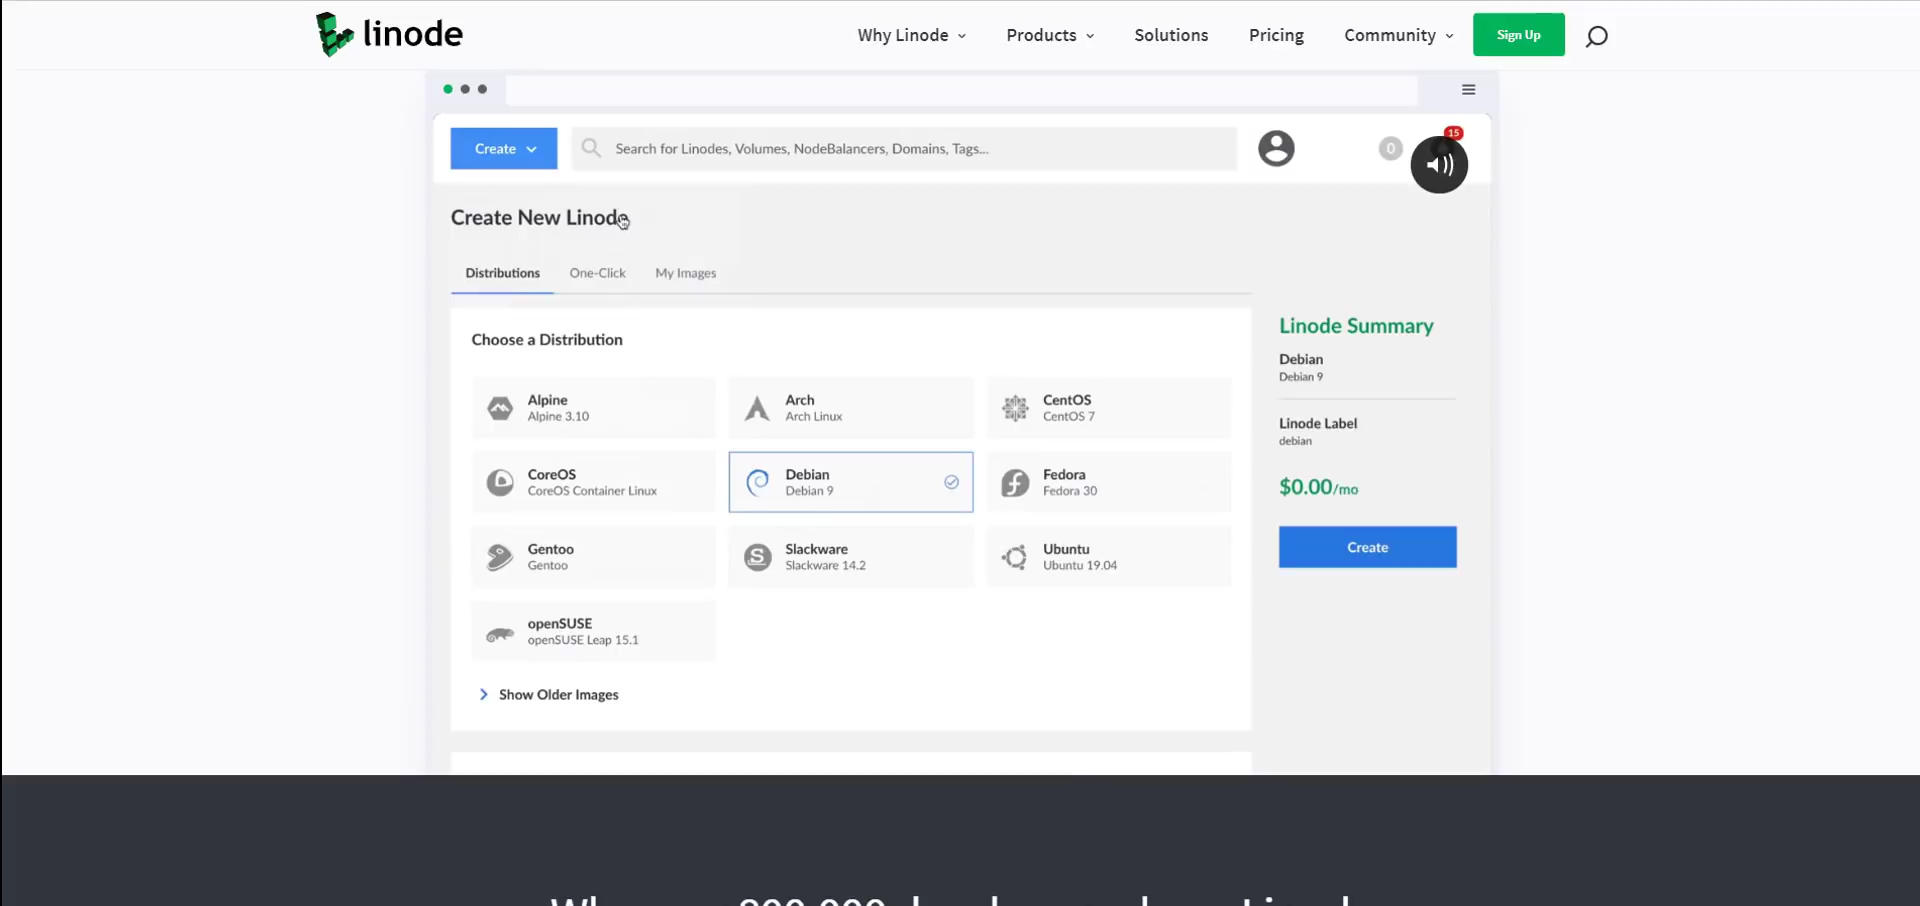 linode
Why Linode
Products
Solutions
Pricing
Community
Sign Up
Create
Search for Linodes, Volumes, NodeBalancers, Domains, Tags...
0
15
Create New Linode
Distributions
One-Click
My Images
Choose a Distribution
Alpine
Alpine 3.10
Arch
Arch Linux
CentOS
CentOS 7
CoreOS
CoreOS Container Linux
Debian
Debian 9
Fedora
Fedora 30
Gentoo
Gentoo
Slackware
Slackware 14.2
Ubuntu
Ubuntu 19.04
openSUSE
openSUSE Leap 15.1
Show Older Images
Linode Summary
Debian
Debian 9
Linode Label
debian
$0.00/mo
Create